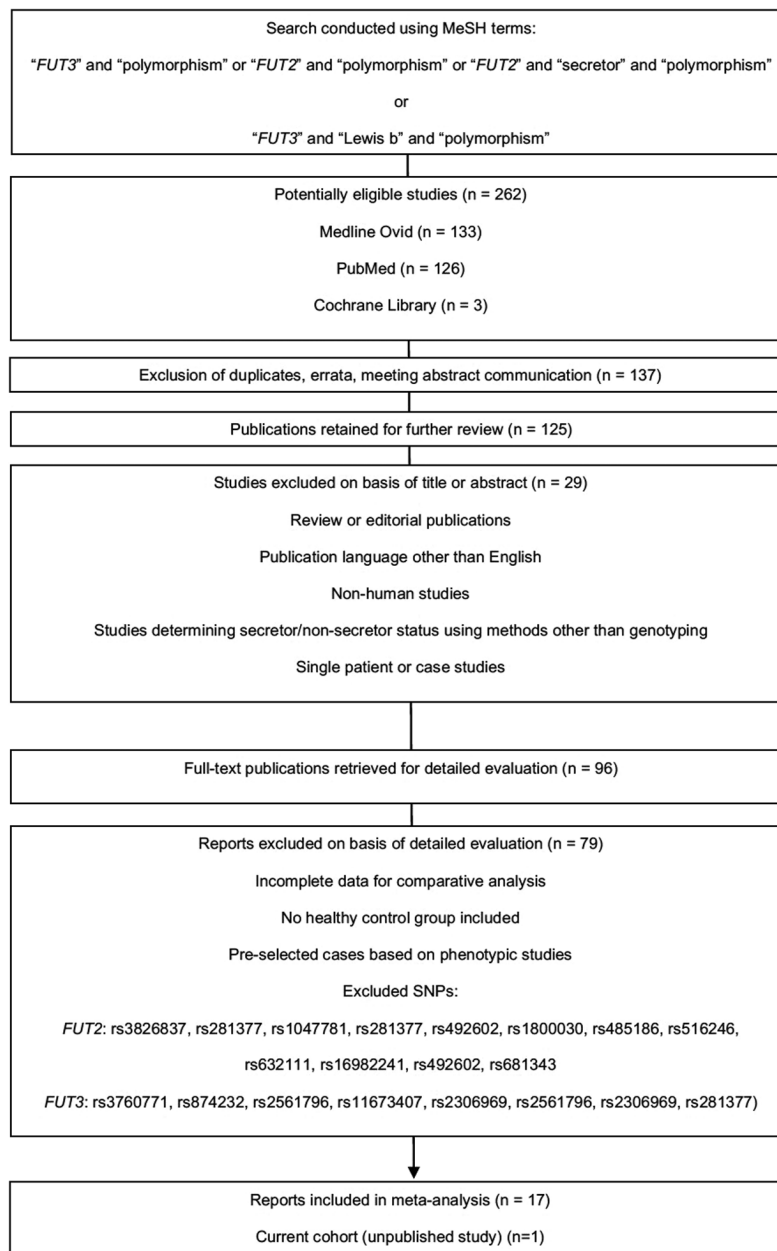 Search conducted using MeSH terms:
“FUT3” and “polymorphism” or “FUT2” and “polymorphism” or “FUT2” and “secretor” and “polymorphism”
or
“FUT3” and “Lewis b” and “polymorphism”
Potentially eligible studies (n = 262)
Medline Ovid (n = 133)
PubMed (n = 126)
Cochrane Library (n = 3)
Exclusion of duplicates, errata, meeting abstract communication (n = 137)
Publications retained for further review (n = 125)
Studies excluded on basis of title or abstract (n = 29)
Review or editorial publications
Publication language other than English
Non-human studies
Studies determining secretor/non-secretor status using methods other than genotyping
Single patient or case studies
Full-text publications retrieved for detailed evaluation (n = 96)
Reports excluded on basis of detailed evaluation (n = 79)
Incomplete data for comparative analysis
No healthy control group included
Pre-selected cases based on phenotypic studies
Excluded SNPs:
FUT2: rs3826837, rs281377, rs1047781, rs281377, rs492602, rs1800030, rs485186, rs516246,
rs632111, rs16982241, rs492602, rs681343
FUT3: rs3760771, rs874232, rs2561796, rs11673407, rs2306969, rs2561796, rs2306969, rs281377)
Reports included in meta-analysis (n = 17)
Current cohort (unpublished study) (n=1)